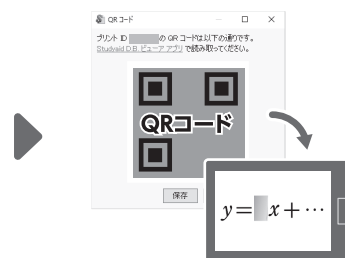 QR コード
プリント ID の QR コードは以下の通りです。
Studyaid D.B. ビューア アプリ で読み取ってください。
QRコード
保存
y= x+…